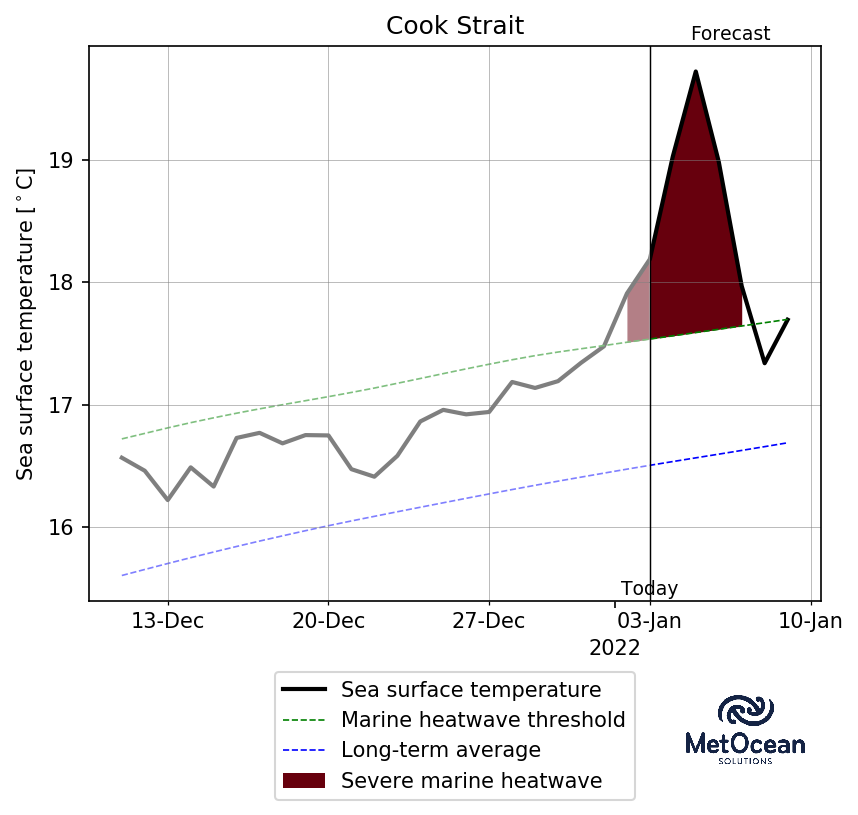 Cook Strait
Forecast
Sea surface temperature [°C]
19
18
17
16
Today
13-Dec
20-Dec
27-Dec
03-Jan
10-Jan
2022
Sea surface temperature
Marine heatwave threshold
Long-term average
Severe marine heatwave
MetOcean
SOLUTIONS